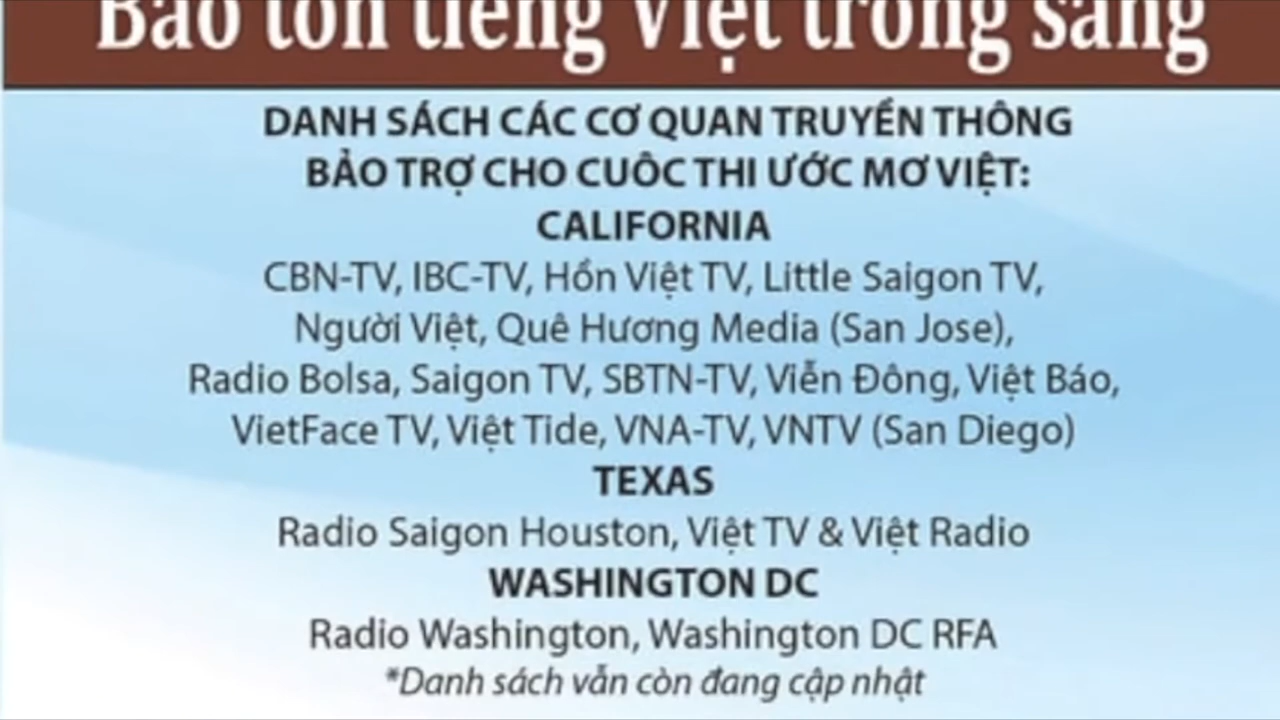 Bảo tồn tiếng Việt trong sáng
DANH SÁCH CÁC CƠ QUAN TRUYỀN THÔNG
BẢO TRỢ CHO CUÔC THI ƯỚC MƠ VIỆT:
CALIFORNIA
CBN-TV, IBC-TV, Hồn Việt TV, Little Saigon TV,
Người Việt, Quê Hương Media (San Jose),
Radio Bolsa, Saigon TV, SBTN-TV, Viễn Đông, Việt Báo,
VietFace TV, Việt Tide, VNA-TV, VNTV (San Diego)
TEXAS
Radio Saigon Houston, Việt TV & Việt Radio
WASHINGTON DC
Radio Washington, Washington DC RFA
*Danh sách vẫn còn đang cập nhật